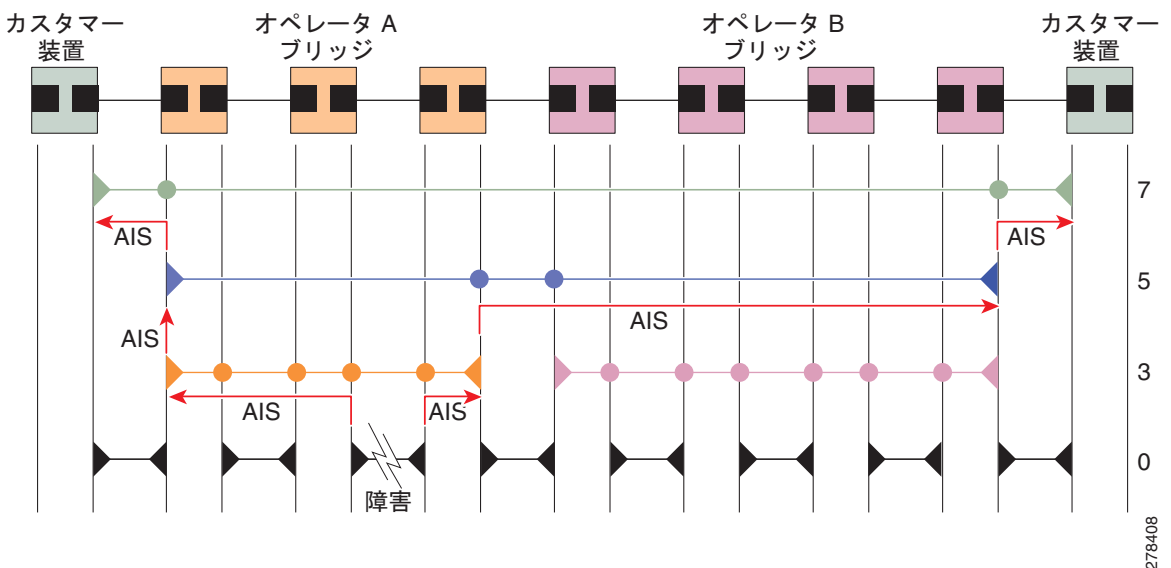 カスタマー
装置
オペレータ A
ブリッジ
オペレータ B
ブリッジ
カスタマー
装置
7
AIS
AIS
5
AIS
AIS
3
AIS
AIS
0
障害
278408